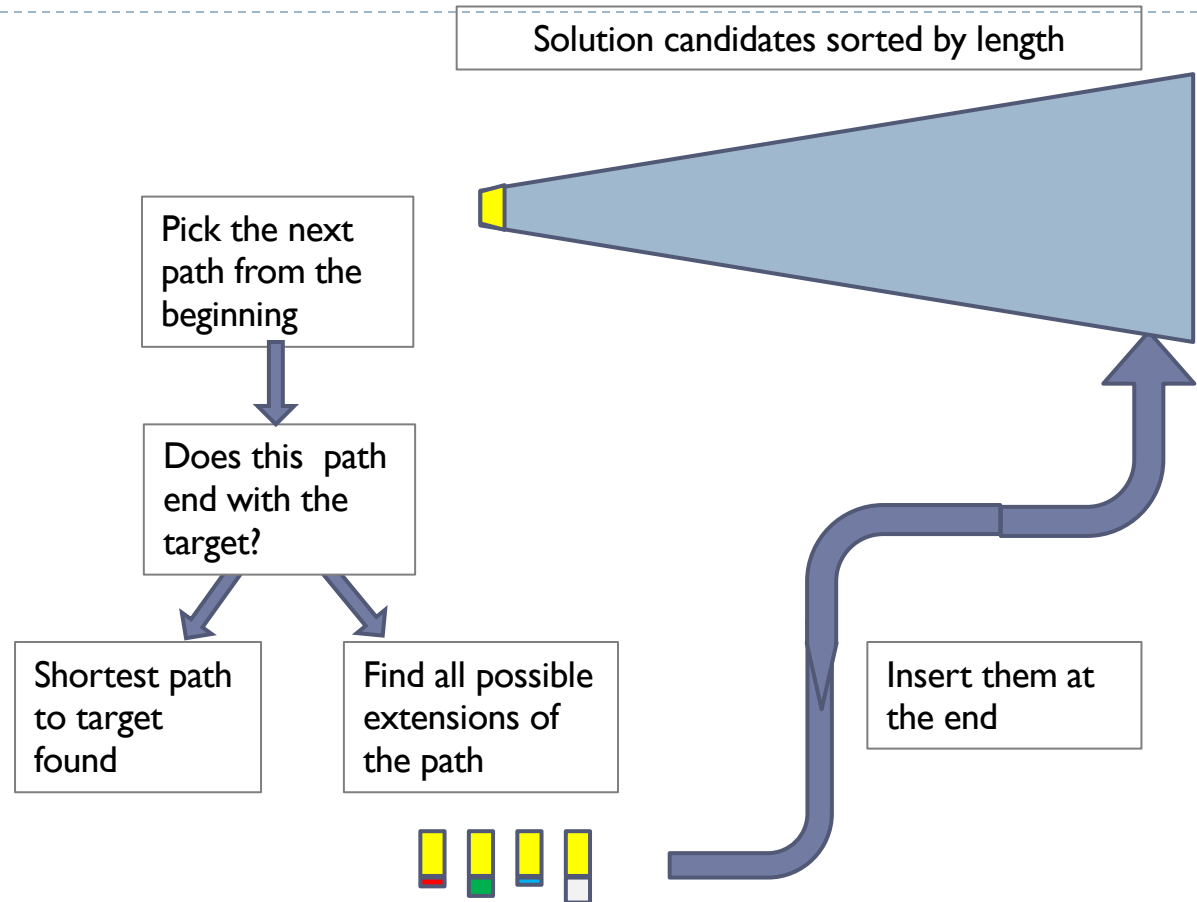 Solution candidates sorted by length
Pick the next
path from the
beginning
Does this path
end with the
target?
Shortest path
to target
found
Find all possible
extensions of
the path
Insert them at
the end